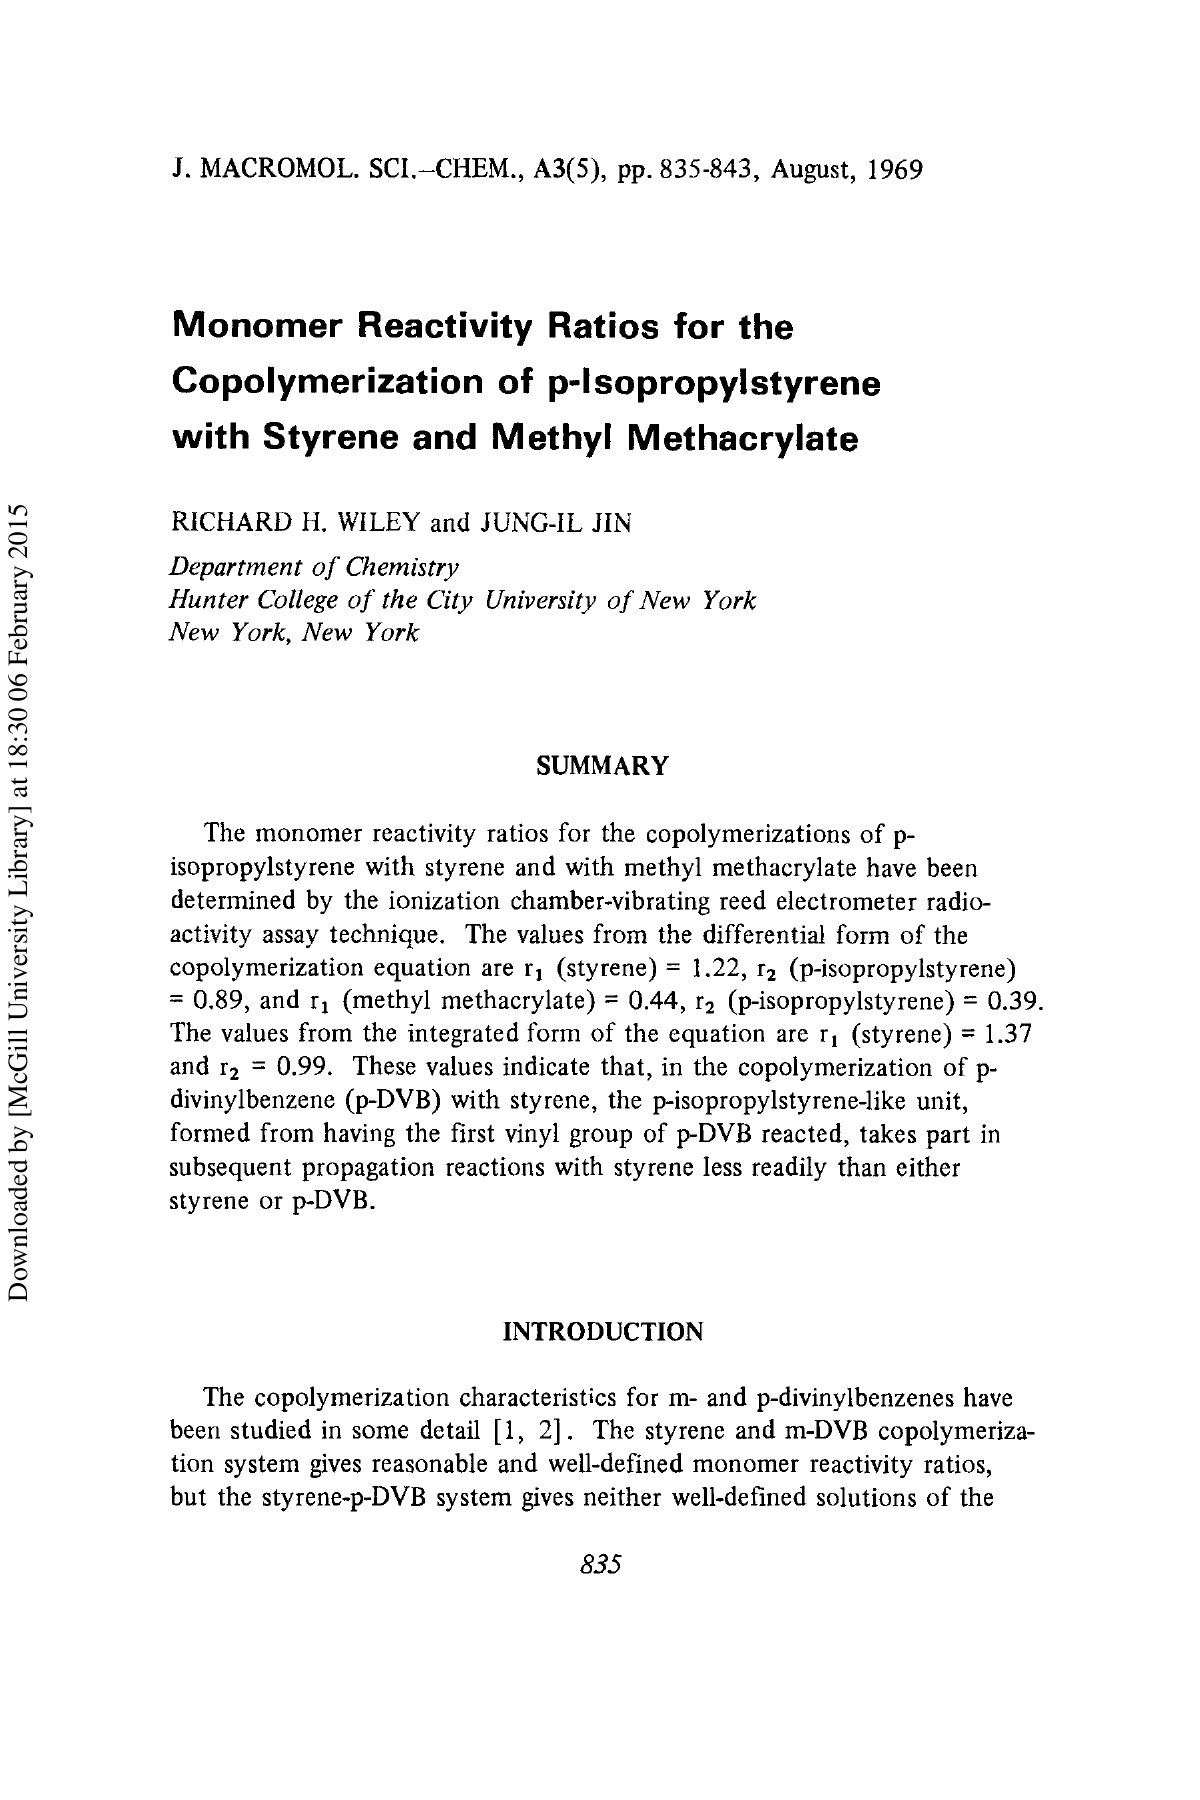 J. MACROMOL. SCI.–CHEM., A3(5), pp. 835-843, August, 1969
Monomer Reactivity Ratios for the
Copolymerization of p-Isopropylstyrene
with Styrene and Methyl Methacrylate
RICHARD H. WILEY and JUNG-IL JIN
Department of Chemistry
Hunter College of the City University of New York
New York, New York
SUMMARY
The monomer reactivity ratios for the copolymerizations of p-
isopropylstyrene with styrene and with methyl methacrylate have been
determined by the ionization chamber-vibrating reed electrometer radio-
activity assay technique. The values from the differential form of the
copolymerization equation are r₁ (styrene) = 1.22, r₂ (p-isopropylstyrene)
= 0.89, and r₁ (methyl methacrylate) = 0.44, r₂ (p-isopropylstyrene) = 0.39.
The values from the integrated form of the equation are r₁ (styrene) = 1.37
and r₂ = 0.99. These values indicate that, in the copolymerization of p-
divinylbenzene (p-DVB) with styrene, the p-isopropylstyrene-like unit,
formed from having the first vinyl group of p-DVB reacted, takes part in
subsequent propagation reactions with styrene less readily than either
styrene or p-DVB.
INTRODUCTION
The copolymerization characteristics for m- and p-divinylbenzenes have
been studied in some detail [1, 2]. The styrene and m-DVB copolymeriza-
tion system gives reasonable and well-defined monomer reactivity ratios,
but the styrene-p-DVB system gives neither well-defined solutions of the
835
Downloaded by [McGill University Library] at 18:30 06 February 2015